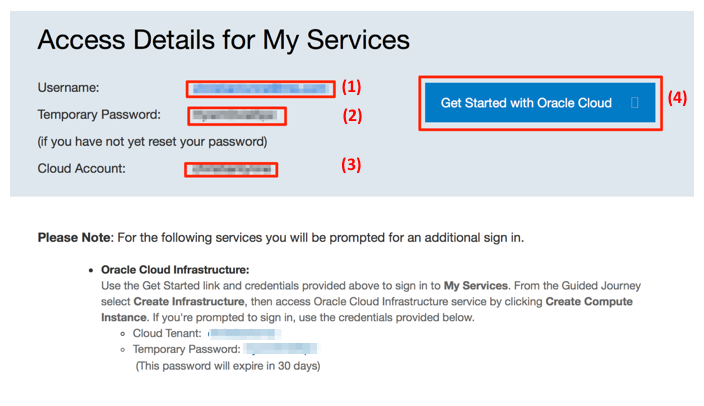 Access Details for My Services
Username: (1)
Temporary Password: (2)
(if you have not yet reset your password)
Cloud Account: (3)
Get Started with Oracle Cloud (4)
Please Note: For the following services you will be prompted for an additional sign in.
• Oracle Cloud Infrastructure:
Use the Get Started link and credentials provided above to sign in to My Services. From the Guided Journey
select Create Infrastructure, then access Oracle Cloud Infrastructure service by clicking Create Compute
Instance. If you're prompted to sign in, use the credentials provided below.
◦ Cloud Tenant:
◦ Temporary Password:
(This password will expire in 30 days)